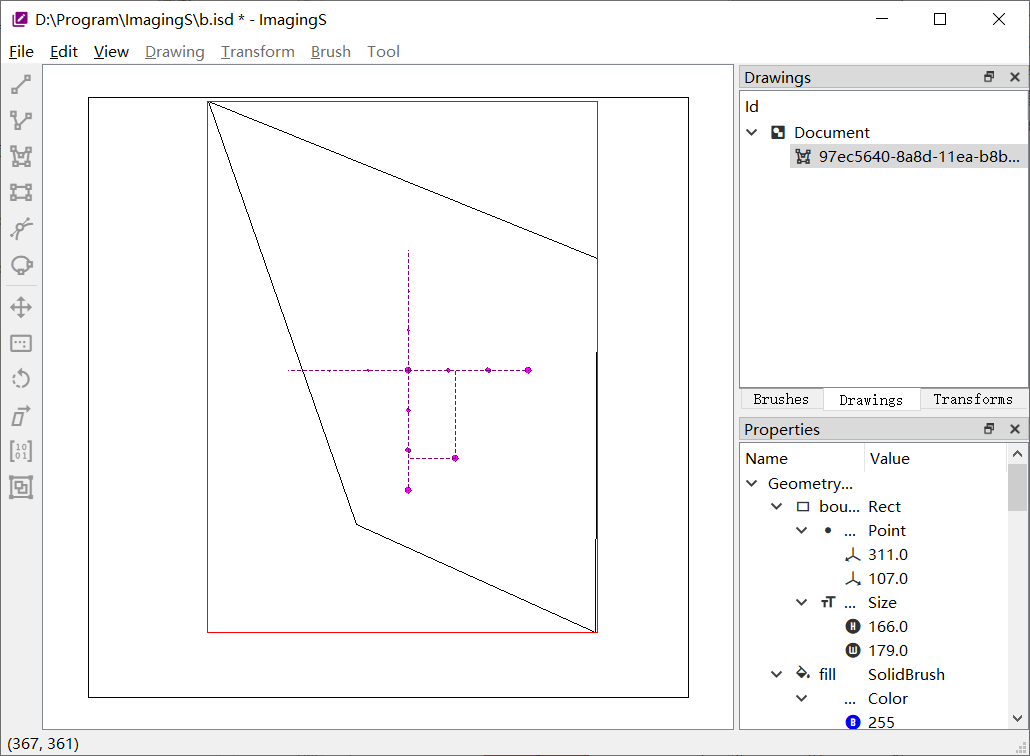 D:\Program\ImagingS\b.isd * - ImagingS
File Edit View Drawing Transform Brush Tool
Drawings
Id
Document
97ec5640-8a8d-11ea-b8b...
Brushes Drawings Transforms
Properties
Name Value
Geometry...
bou... Rect
... Point
311.0
107.0
... Size
H 166.0
W 179.0
fill SolidBrush
... Color
B 255
(367, 361)
10
01